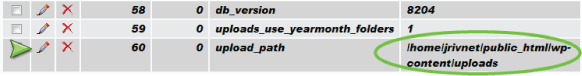 58 0 db_version 8204
59 0 uploads_use_yearmonth_folders 1
60 0 upload_path /home/jrivnet/public_html/wp-
content/uploads